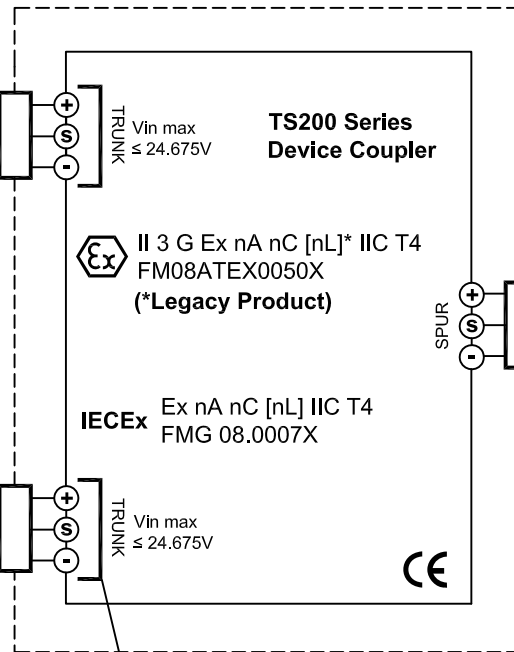 TS200 Series
Device Coupler
+
S
-
TRUNK
Vin max
≤ 24.675V
Ex II 3 G Ex nA nC [nL]* IIC T4
FM08ATEX0050X
(*Legacy Product)
+
S
-
SPUR
IECEx Ex nA nC [nL] IIC T4
FMG 08.0007X
+
S
-
TRUNK
Vin max
≤ 24.675V
CE